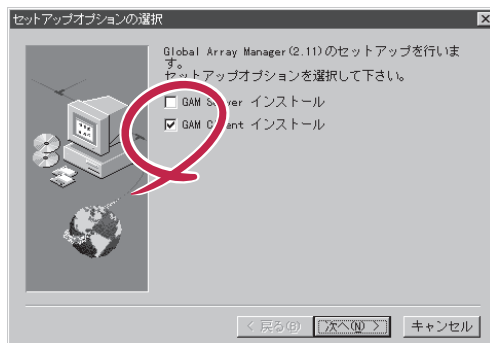 セットアップオプションの選択
Global Array Manager(2.11)のセットアップを行いま
す。
セットアップオプションを選択して下さい。
GAM Server インストール
GAM Client インストール
< 戻る(B)
次へ(N) >
キャンセル